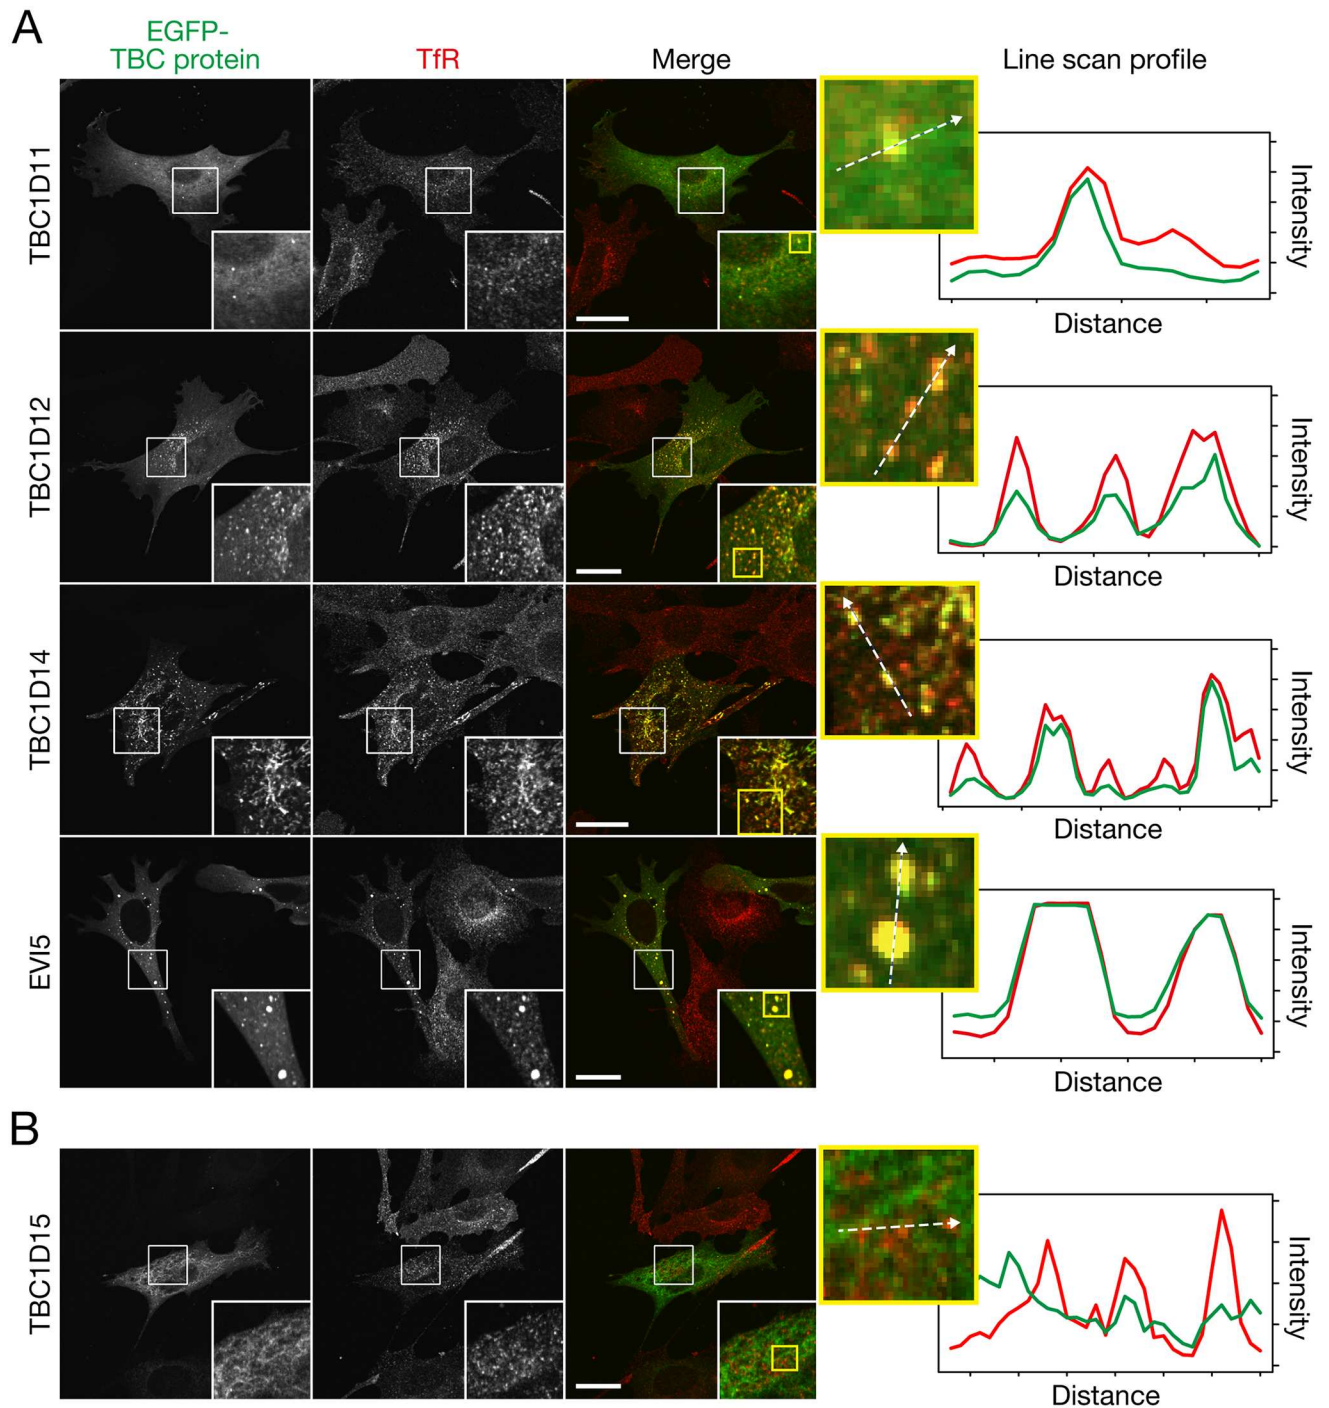 A
EGFP-
TBC protein
TfR
Merge
Line scan profile
TBC1D11
Intensity
Distance
TBC1D12
Intensity
Distance
TBC1D14
Intensity
Distance
EVI5
Intensity
Distance
B
TBC1D15
Intensity
Distance